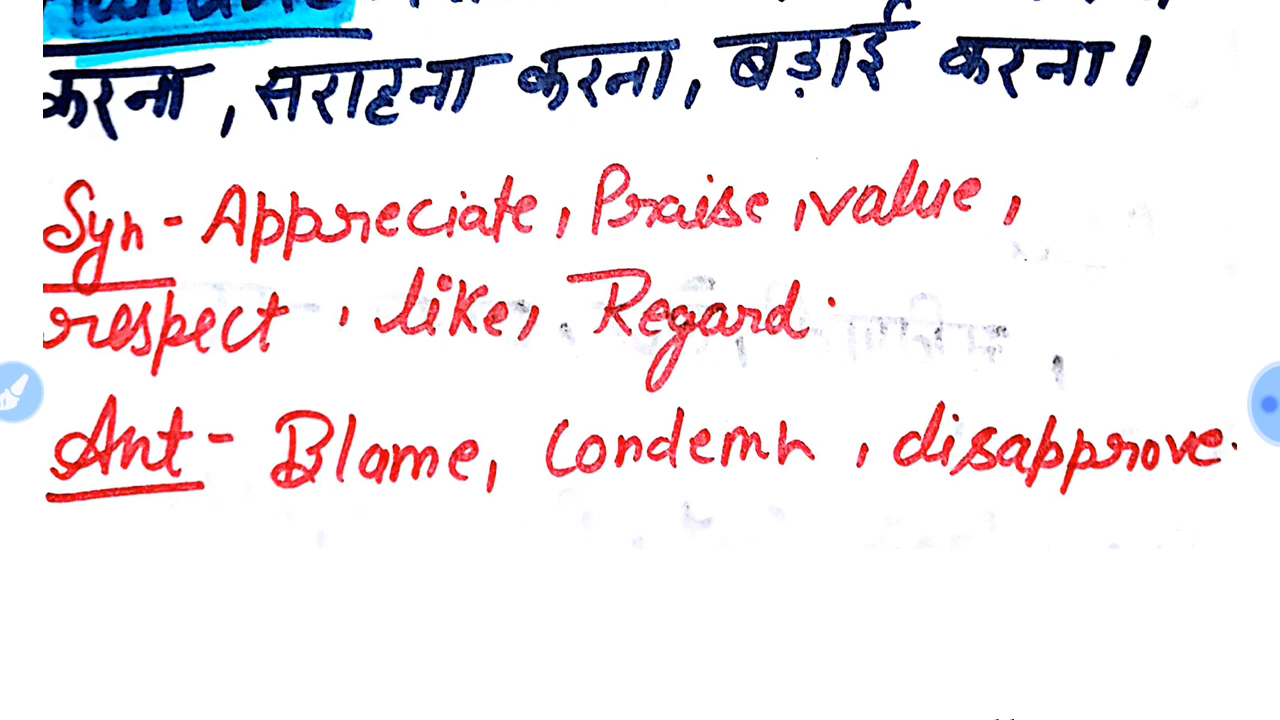 करना, सराहना करना, बड़ाई करना।
Syn- Appreciate, Praise, value,
respect, like, Regard.
Ant- Blame, Condemn, disapprove.